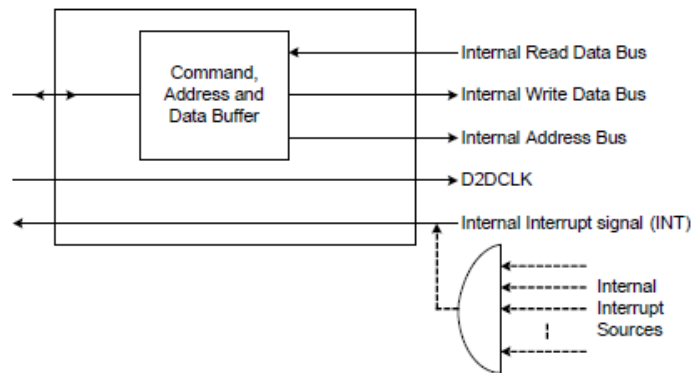 Internal Read Data Bus
Command,
Address and
Data Buffer
Internal Write Data Bus
Internal Address Bus
D2DCLK
Internal Interrupt signal (INT)
Internal
Interrupt
Sources